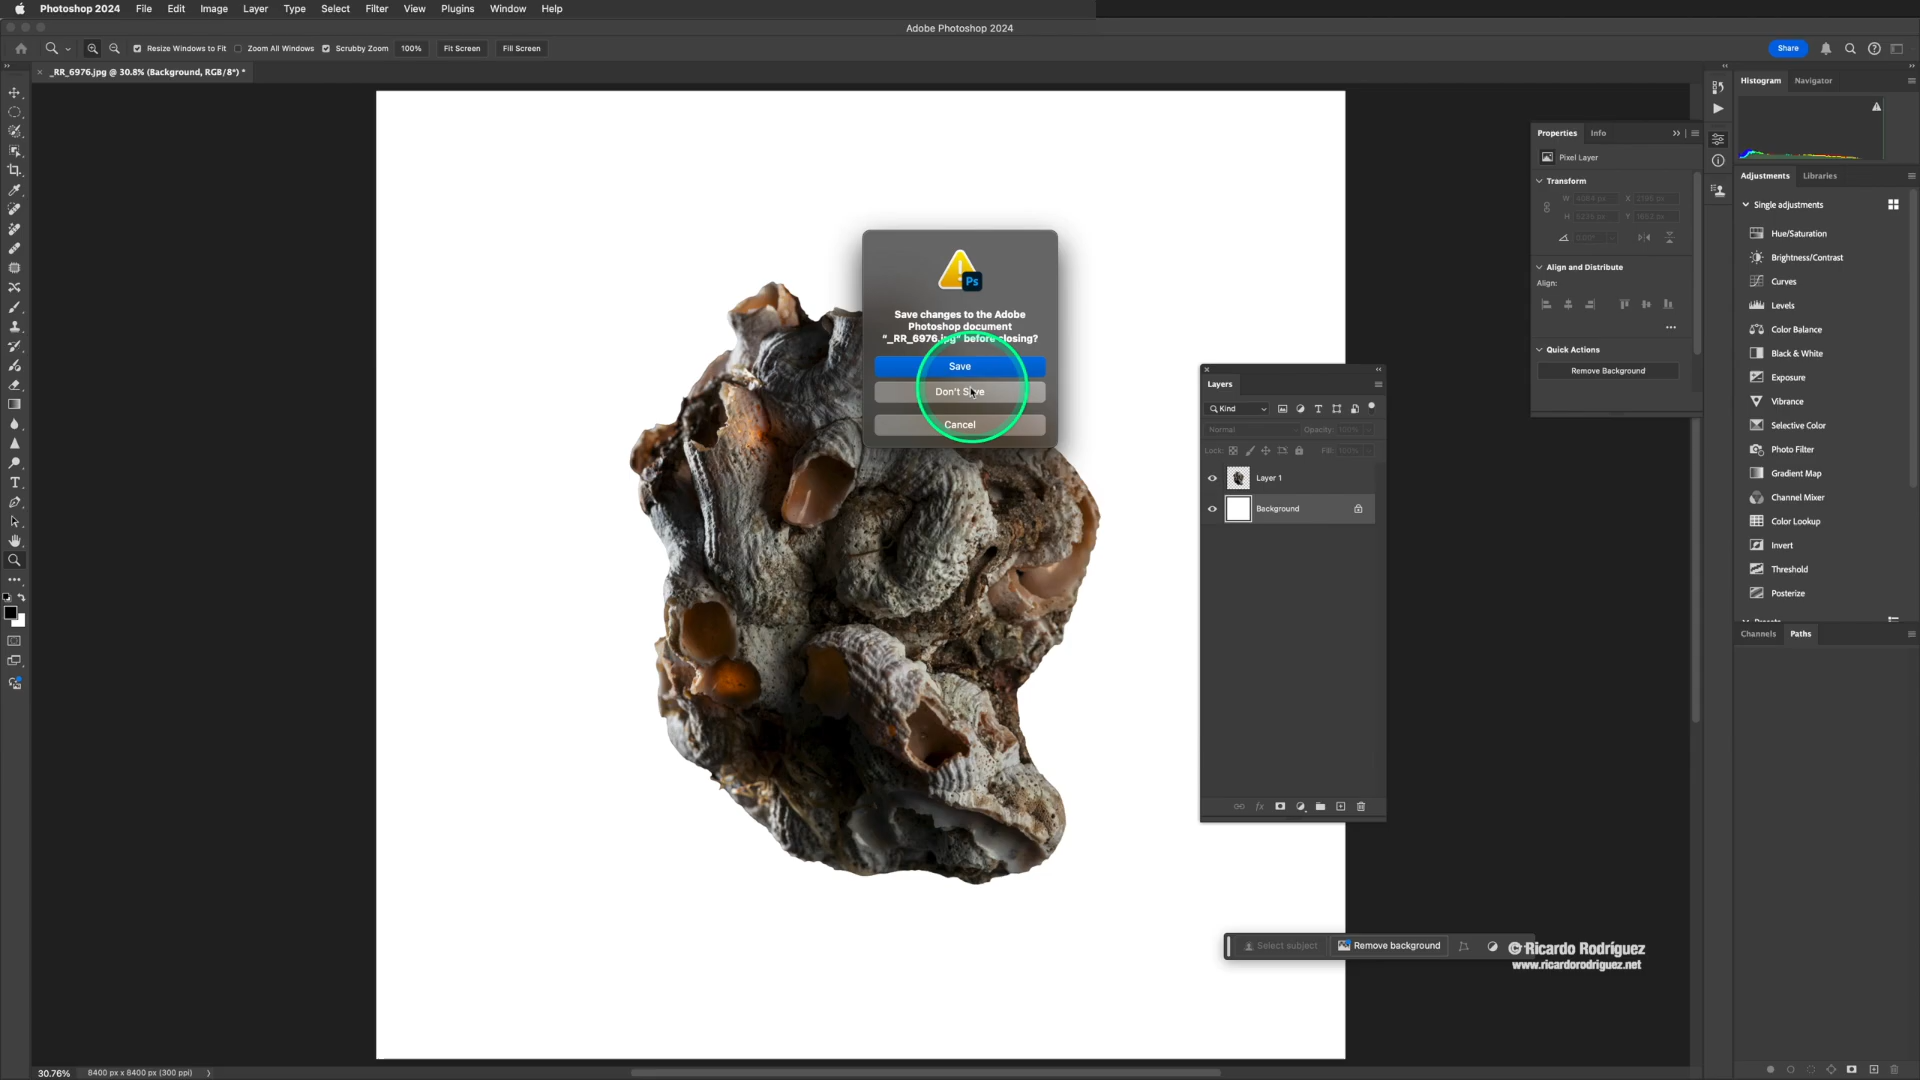 Photoshop 2024 File Edit Image Layer Type Select Filter View Plugins Window Help
Adobe Photoshop 2024
Resize Windows to Fit Zoom All Windows Scrubby Zoom 100% Fit Screen Fill Screen Share
_RR_6976.jpg @ 30.8% (Background, RGB/8*) *
Histogram Navigator
Properties Info
Pixel Layer
Transform
W 
H 
X 
Y 
Align and Distribute
Align:
Quick Actions
Remove Background
Adjustments Libraries
Single adjustments
Hue/Saturation
Brightness/Contrast
Curves
Levels
Color Balance
Black & White
Exposure
Vibrance
Selective Color
Photo Filter
Gradient Map
Channel Mixer
Color Lookup
Invert
Threshold
Posterize
Channels Paths
Ps
Save changes to the Adobe
Photoshop document
“_RR_6976.jpg” before closing?
Save
Don't Save
Cancel
Layers
Kind
Normal Opacity: 100%
Lock: Fill: 100%
Layer 1
Background
fx
Select subject Remove background
© Ricardo Rodríguez
www.ricardorodriguez.net
30.76% 8400 px x 8400 px (300 ppi)